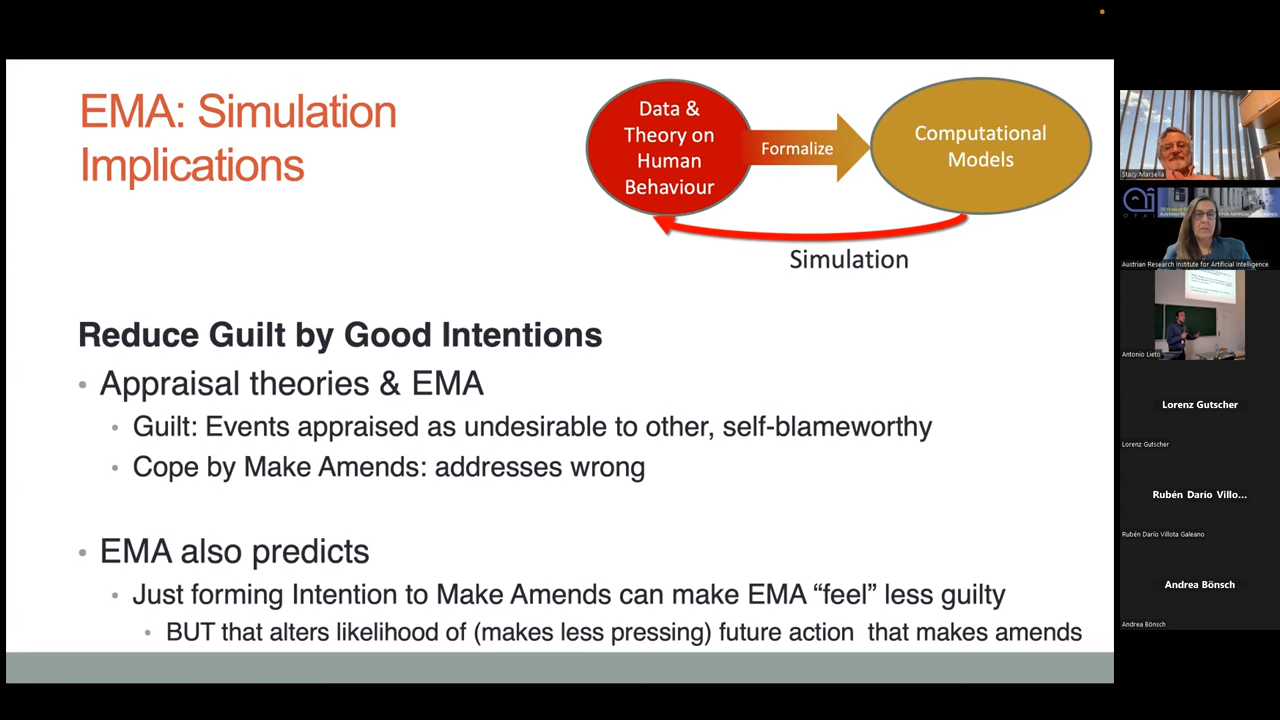 EMA: Simulation
Implications
Data &
Theory on
Human
Behaviour
Formalize
Computational
Models
Simulation
Reduce Guilt by Good Intentions
• Appraisal theories & EMA
• Guilt: Events appraised as undesirable to other, self-blameworthy
• Cope by Make Amends: addresses wrong
• EMA also predicts
• Just forming Intention to Make Amends can make EMA “feel” less guilty
• BUT that alters likelihood of (makes less pressing) future action that makes amends
Stacy Marsella
Austrian Research Institute for Artificial Intelligence
Antonio Lieto
Lorenz Gutscher
Lorenz Gutscher
Rubén Darío Villo...
Rubén Darío Villota Galeano
Andrea Bönsch
Andrea Bönsch